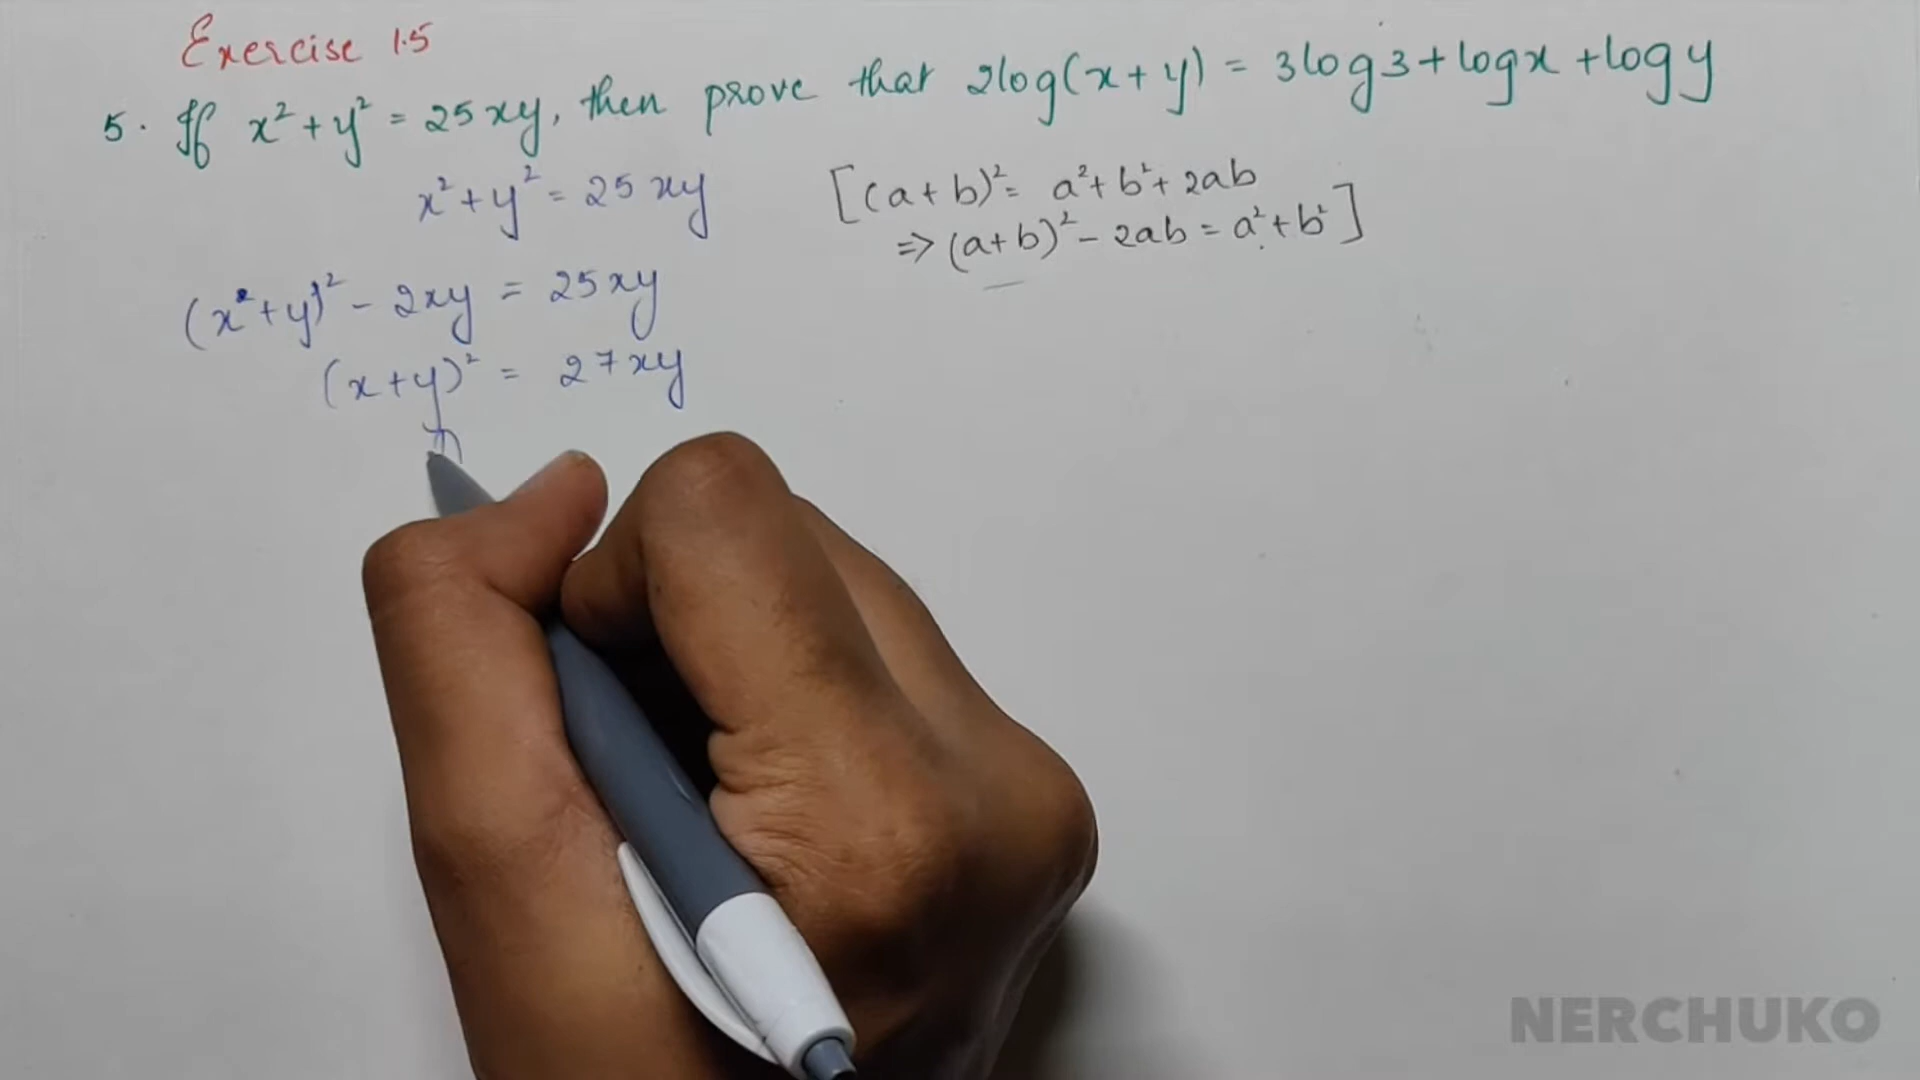 Exercise 1.5
5. If x² + y² = 25xy, then prove that 2log(x + y) = 3log3 + logx + logy
x² + y² = 25xy
[(a + b)² = a² + b² + 2ab
⇒ (a+b)² - 2ab = a² + b²]
(x + y)² - 2xy = 25xy
(x + y)² = 27xy
NERCHUKO